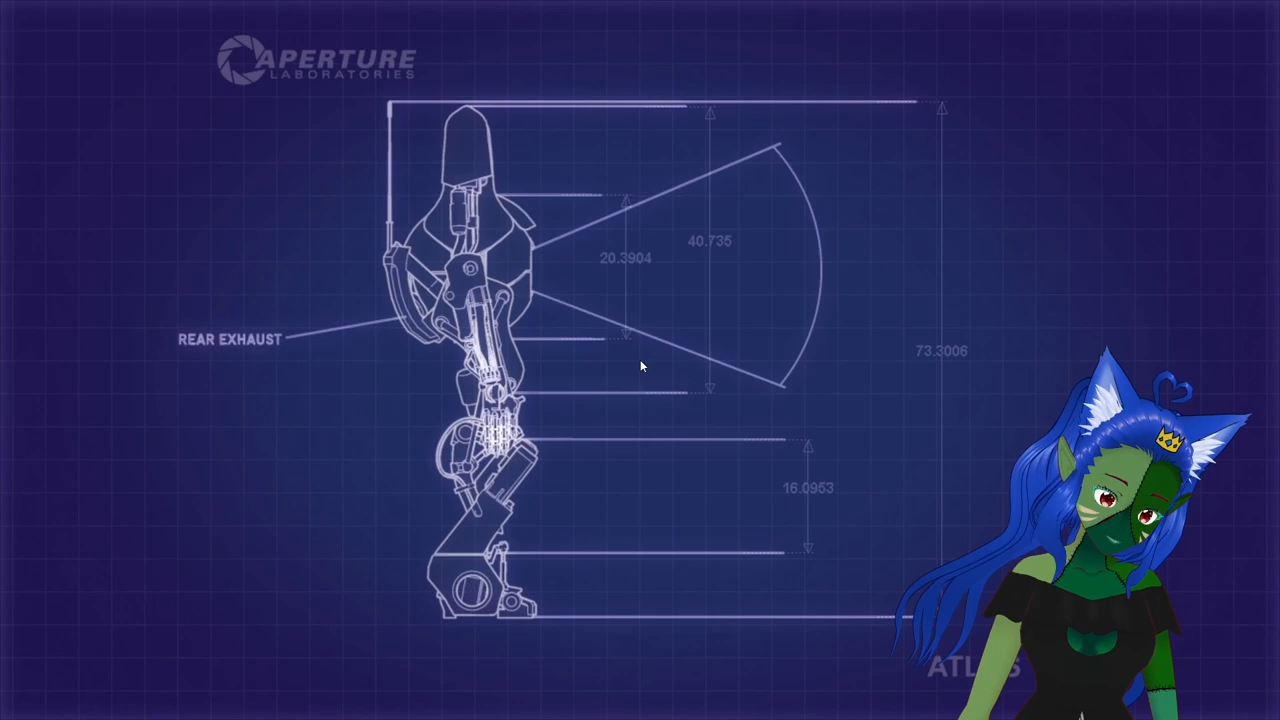 APERTURE
LABORATORIES
40.735
20.3904
REAR EXHAUST
73.3006
16.0953